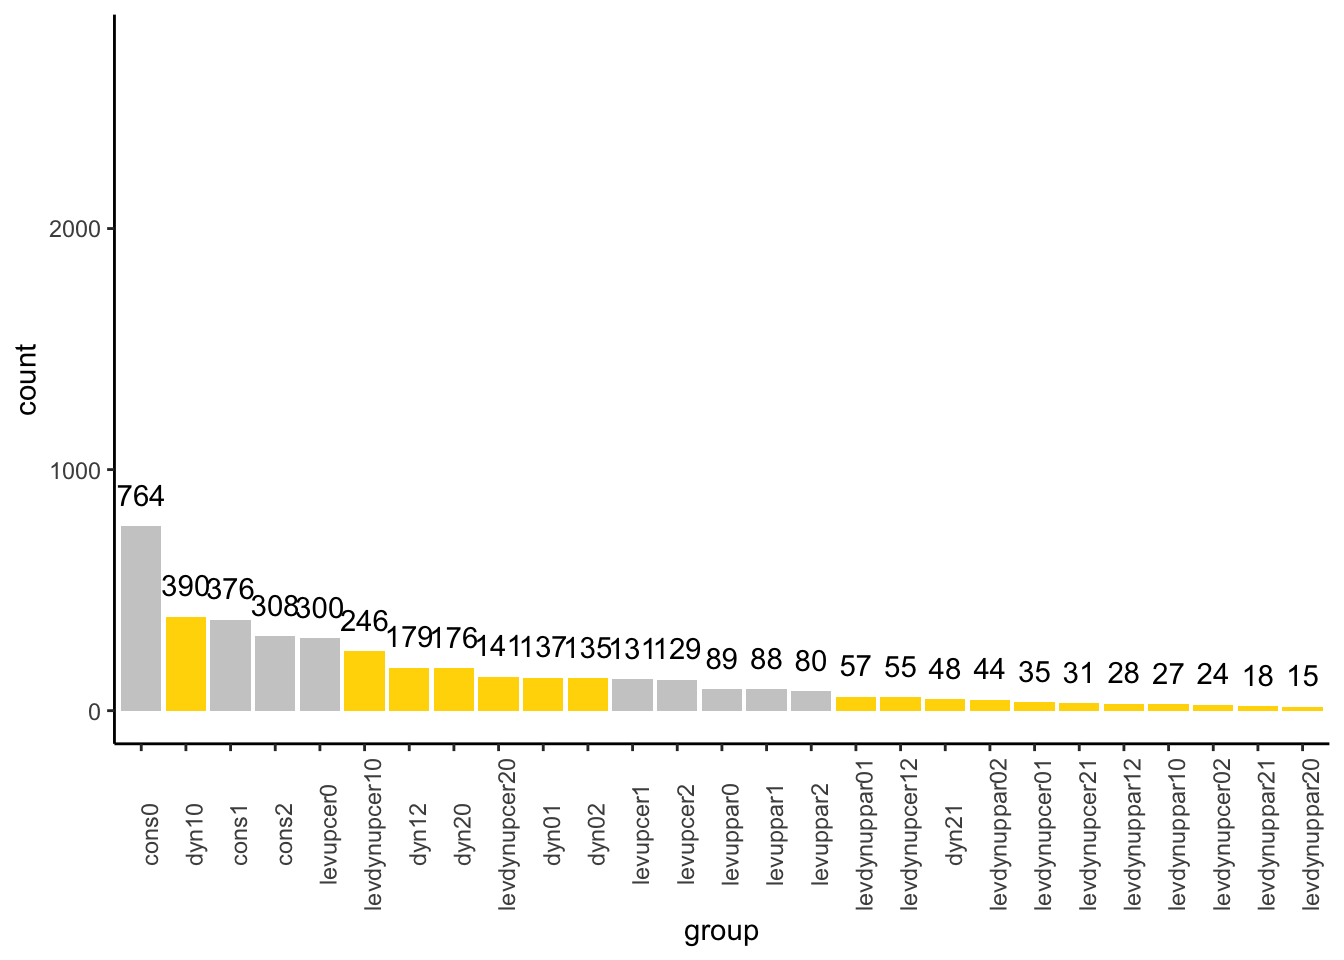 2000
1000
0
count
764
390
376
308
300
246
179
176
141
137
135
131
129
89
88
80
57
55
48
44
35
31
28
27
24
18
15
cons0
dyn10
cons1
cons2
levupcer0
levdynupcer10
dyn12
dyn20
levdynupcer20
dyn01
dyn02
levupcer1
levupcer2
levuppar0
levuppar1
levuppar2
levdynuppar01
levdynupcer12
dyn21
levdynuppar02
levdynupcer01
levdynupcer21
levdynuppar12
levdynuppar10
levdynupcer02
levdynuppar21
levdynuppar20
group